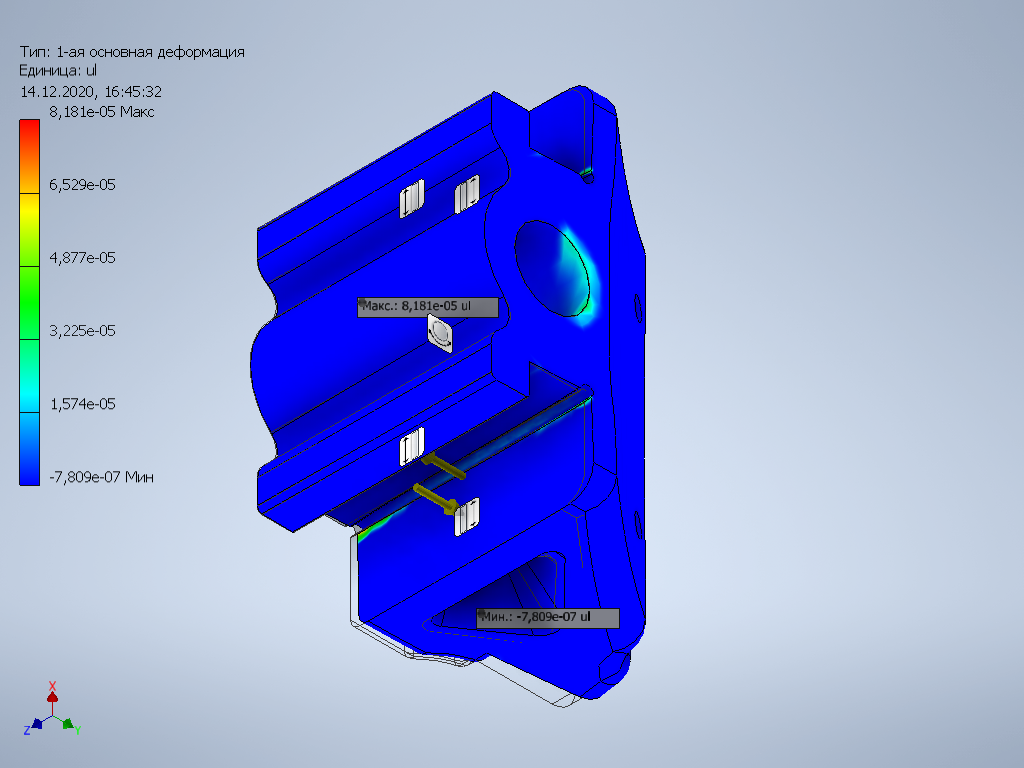 Тип: 1-ая основная деформация
Единица: ul
14.12.2020, 16:45:32
8,181e-05 Макс
6,529e-05
4,877e-05
3,225e-05
1,574e-05
-7,809e-07 Мин
Макс.: 8,181e-05 ul
Мин.: -7,809e-07 ul
X
Z
Y